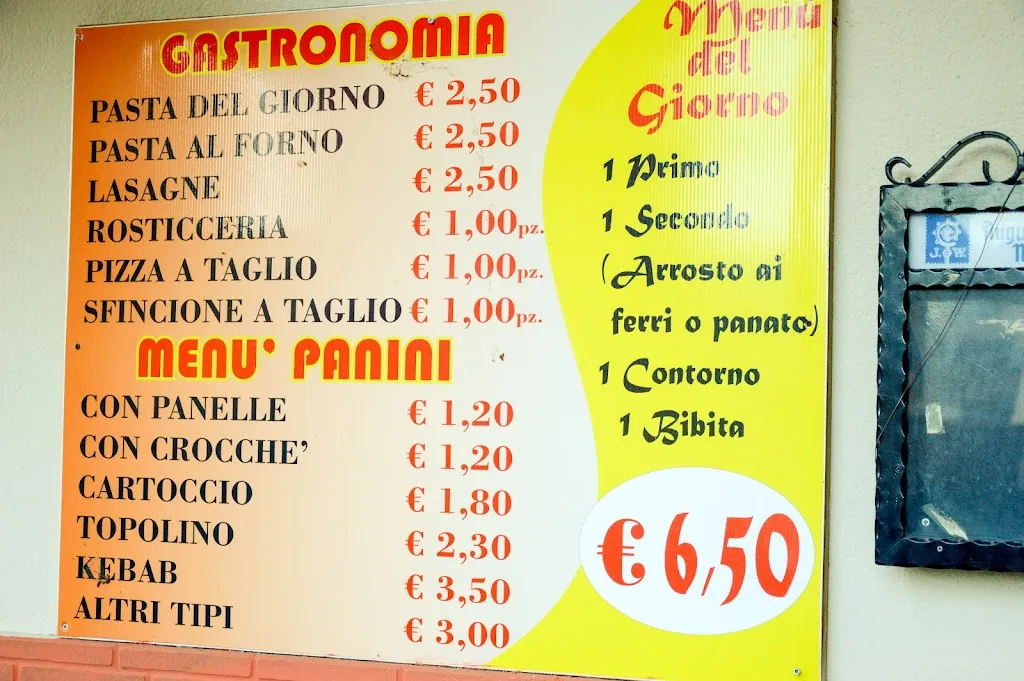 GASTRONOMIA
PASTA DEL GIORNO € 2,50
PASTA AL FORNO € 2,50
LASAGNE € 2,50
ROSTICCERIA € 1,00pz.
PIZZA A TAGLIO € 1,00pz.
SFINCIONE A TAGLIO € 1,00pz.
MENU' PANINI
CON PANELLE € 1,20
CON CROCCHE' € 1,20
CARTOCCIO € 1,80
TOPOLINO € 2,30
KEBAB € 3,50
ALTRI TIPI € 3,00
Menù
del
Giorno
1 Primo
1 Secondo
(Arrosto ai
ferri o panato)
1 Contorno
1 Bibita
€ 6,50
J.W.